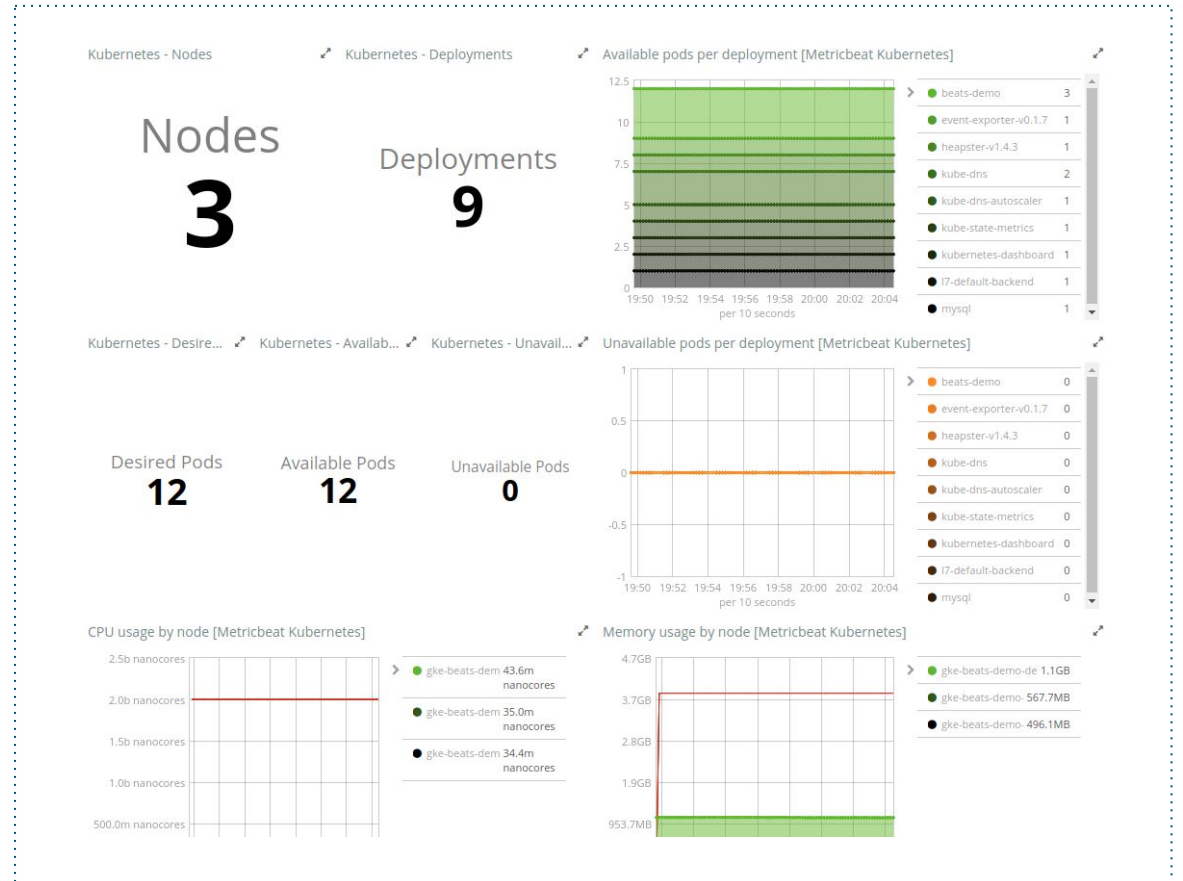 Kubernetes - Nodes
Kubernetes - Deployments
Available pods per deployment [Metricbeat Kubernetes]
Nodes
3
Deployments
9
12.5
10
7.5
5
2.5
0
19:50 19:52 19:54 19:56 19:58 20:00 20:02 20:04
per 10 seconds
beats-demo 3
event-exporter-v0.1.7 1
heapster-v1.4.3 1
kube-dns 2
kube-dns-autoscaler 1
kube-state-metrics 1
kubernetes-dashboard 1
l7-default-backend 1
mysql 1
Kubernetes - Desire...
Kubernetes - Availab...
Kubernetes - Unavail...
Unavailable pods per deployment [Metricbeat Kubernetes]
Desired Pods
12
Available Pods
12
Unavailable Pods
0
1
0.5
0
-0.5
-1
19:50 19:52 19:54 19:56 19:58 20:00 20:02 20:04
per 10 seconds
beats-demo 0
event-exporter-v0.1.7 0
heapster-v1.4.3 0
kube-dns 0
kube-dns-autoscaler 0
kube-state-metrics 0
kubernetes-dashboard 0
l7-default-backend 0
mysql 0
CPU usage by node [Metricbeat Kubernetes]
2.5b nanocores
2.0b nanocores
1.5b nanocores
1.0b nanocores
500.0m nanocores
gke-beats-dem 43.6m
nanocores
gke-beats-dem 35.0m
nanocores
gke-beats-dem 34.4m
nanocores
Memory usage by node [Metricbeat Kubernetes]
4.7GB
3.7GB
2.8GB
1.9GB
953.7MB
gke-beats-demo-de 1.1GB
gke-beats-demo- 567.7MB
gke-beats-demo- 496.1MB